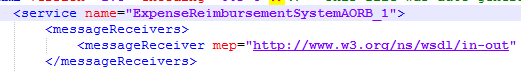 <service name="ExpenseReimbursementSystemAORB_1">
<messageReceivers>
<messageReceiver mep="http://www.w3.org/ns/wsdl/in-out"
</messageReceivers>